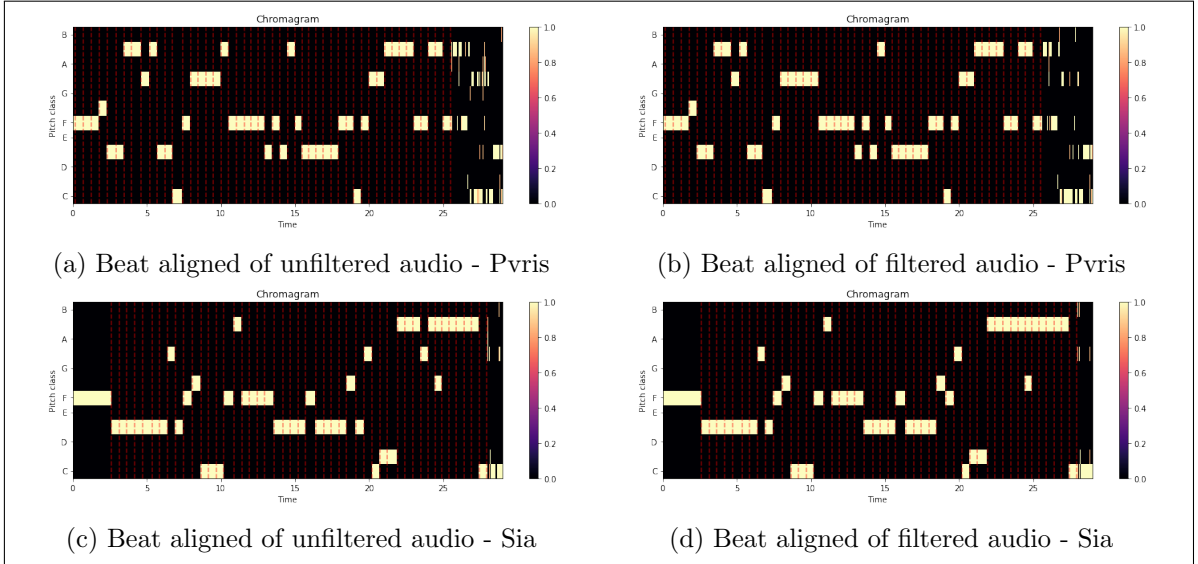 Chromagram
Chromagram
B
A
G
F
E
D
C
Pitch class
0 5 10 15 20 25
Time
1.0
0.8
0.6
0.4
0.2
0.0
B
A
G
F
E
D
C
Pitch class
0 5 10 15 20 25
Time
1.0
0.8
0.6
0.4
0.2
0.0
(a) Beat aligned of unfiltered audio - Pvris
(b) Beat aligned of filtered audio - Pvris
Chromagram
Chromagram
B
A
G
F
E
D
C
Pitch class
0 5 10 15 20 25
Time
1.0
0.8
0.6
0.4
0.2
0.0
B
A
G
F
E
D
C
Pitch class
0 5 10 15 20 25
Time
1.0
0.8
0.6
0.4
0.2
0.0
(c) Beat aligned of unfiltered audio - Sia
(d) Beat aligned of filtered audio - Sia